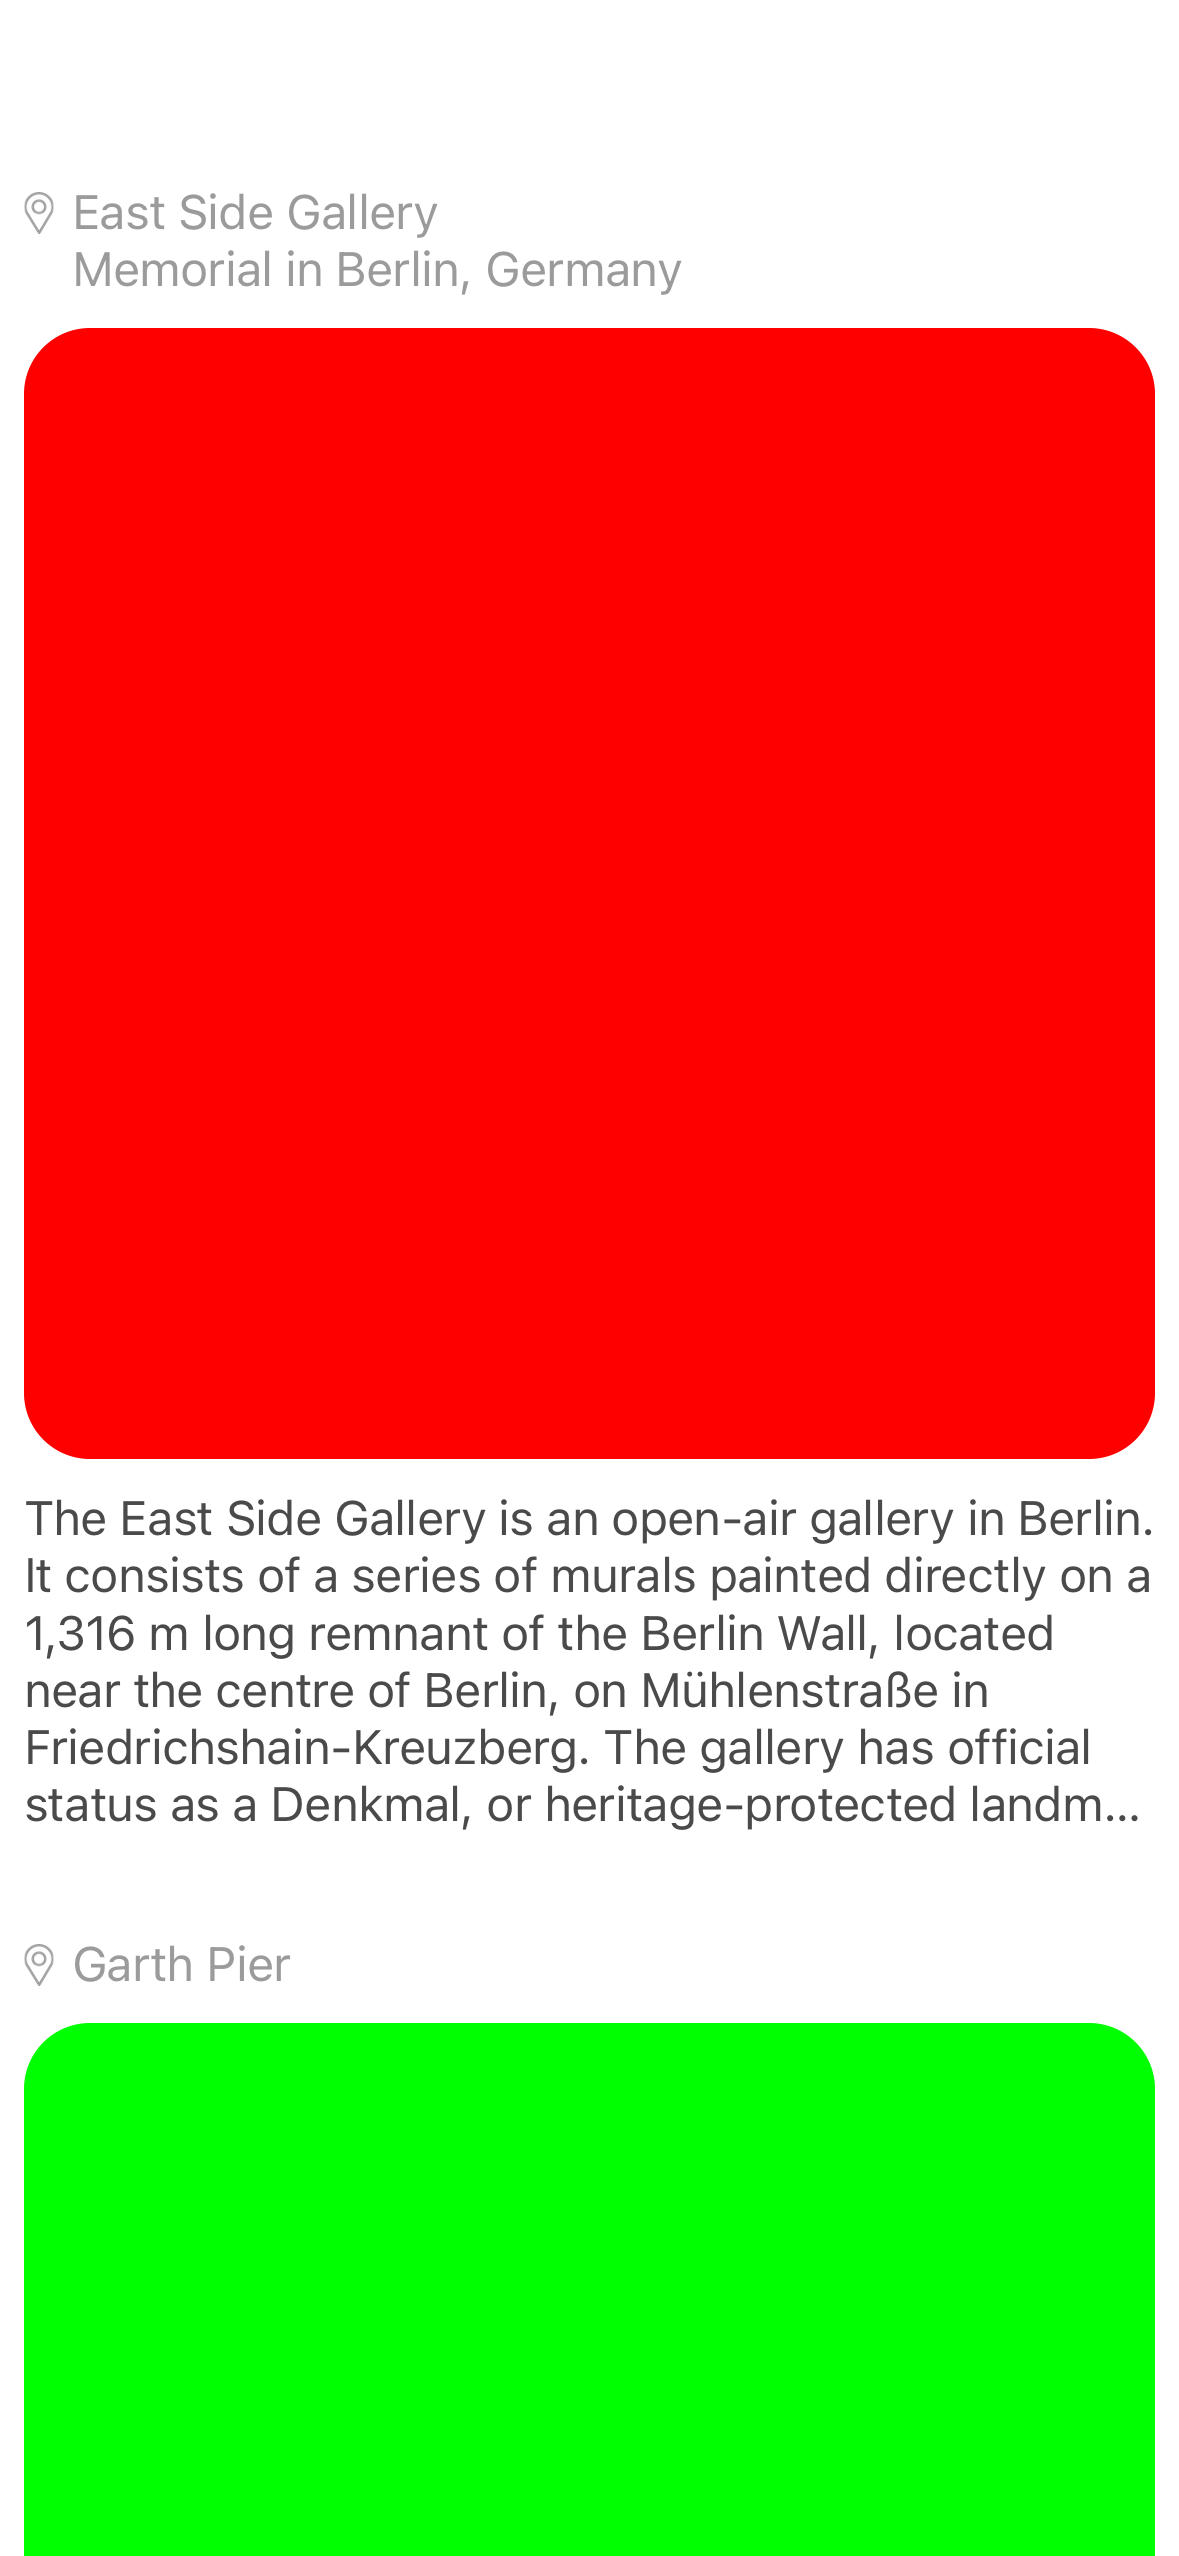 East Side Gallery
Memorial in Berlin, Germany
The East Side Gallery is an open-air gallery in Berlin.
It consists of a series of murals painted directly on a
1,316 m long remnant of the Berlin Wall, located
near the centre of Berlin, on Mühlenstraße in
Friedrichshain-Kreuzberg. The gallery has official
status as a Denkmal, or heritage-protected landm...
Garth Pier